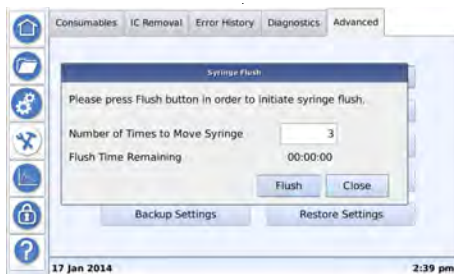 Consumables IC Removal Error History Diagnostics Advanced
Syringe Flush
Please press Flush button in order to initiate syringe flush.
Number of Times to Move Syringe 3
Flush Time Remaining 00:00:00
Flush Close
Backup Settings Restore Settings
?
17 Jan 2014 2:39 pm